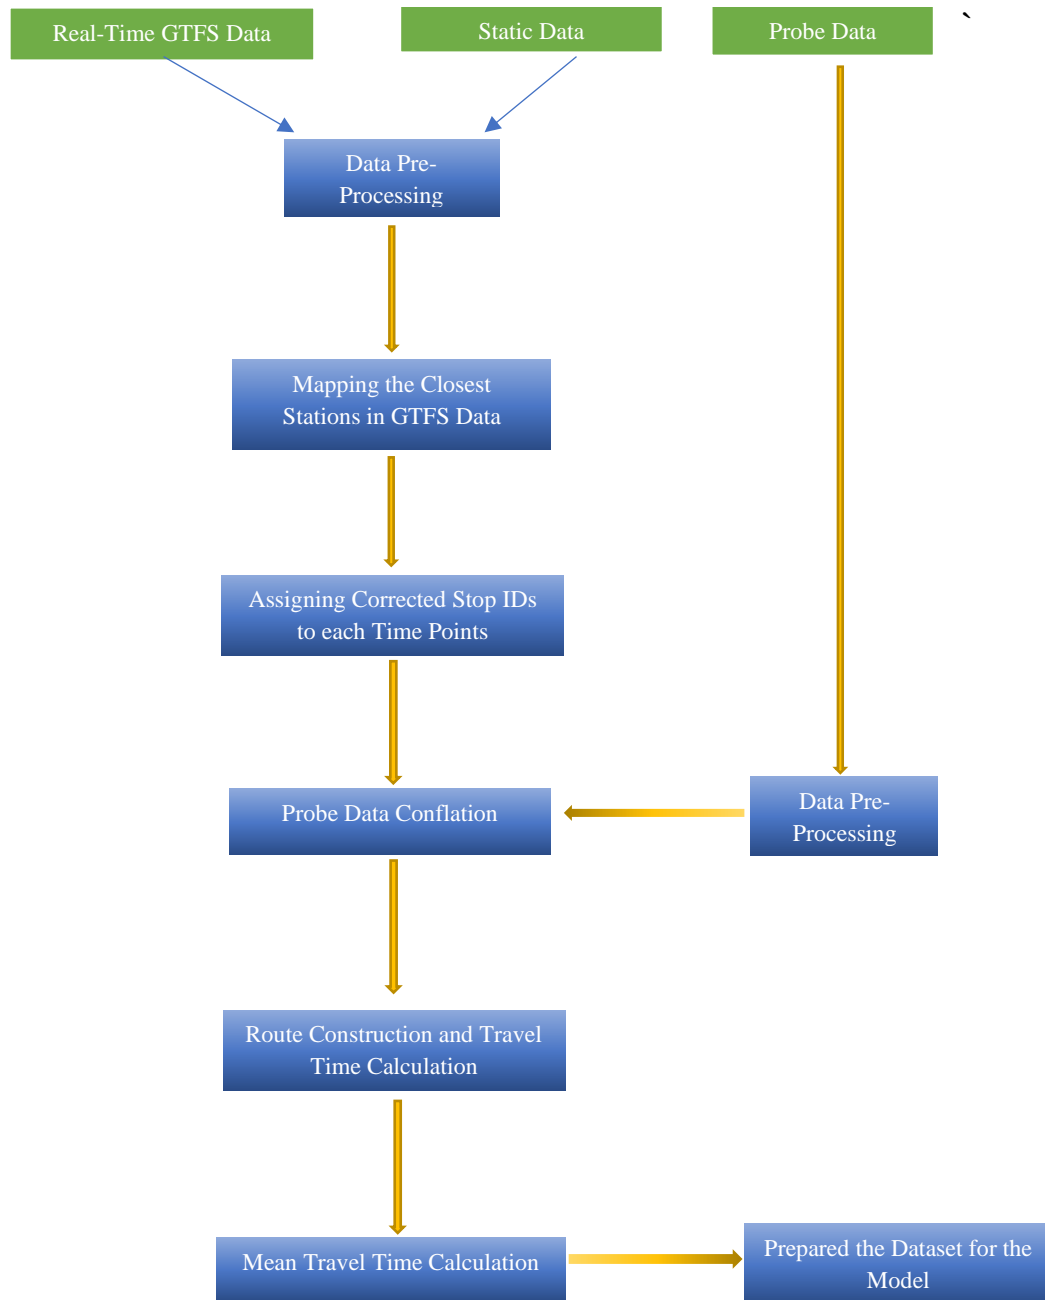 Real-Time GTFS Data
Static Data
Probe Data
`
Data Pre-
Processing
Mapping the Closest
Stations in GTFS Data
Assigning Corrected Stop IDs
to each Time Points
Probe Data Conflation
Data Pre-
Processing
Route Construction and Travel
Time Calculation
Mean Travel Time Calculation
Prepared the Dataset for the
Model